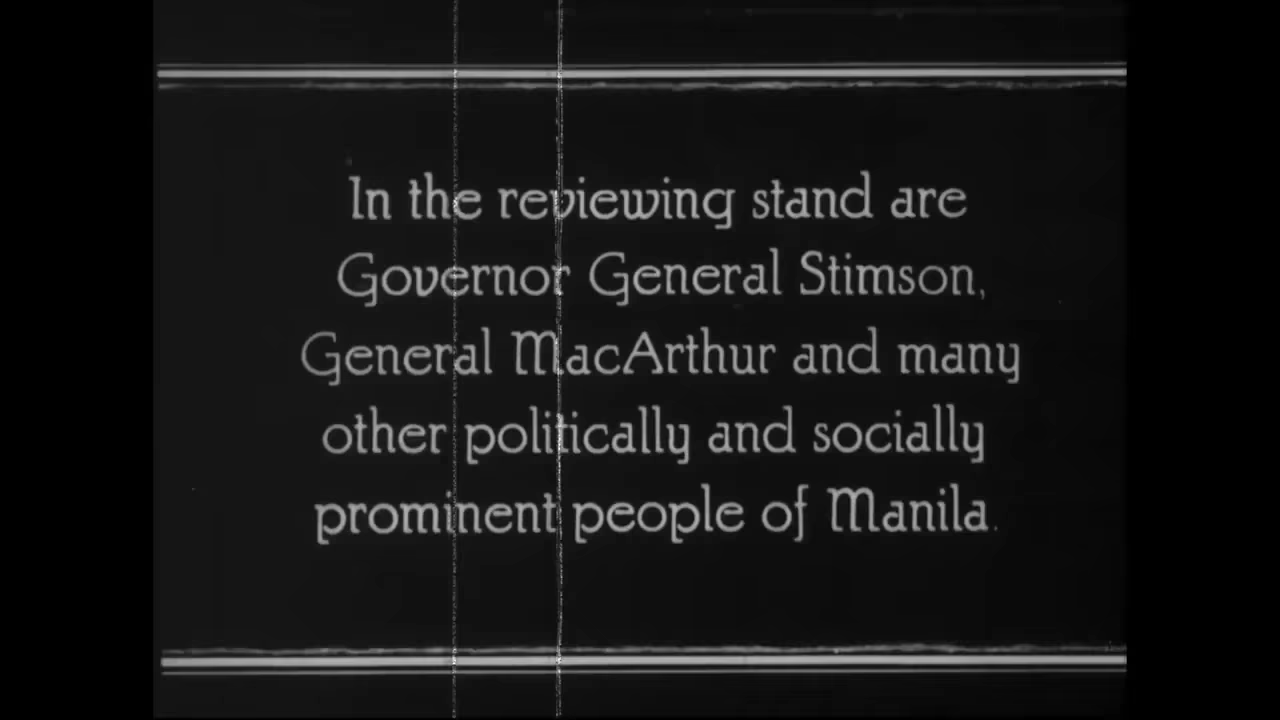 In the reviewing stand are
Governor General Stimson,
General MacArthur and many
other politically and socially
prominent people of Manila.